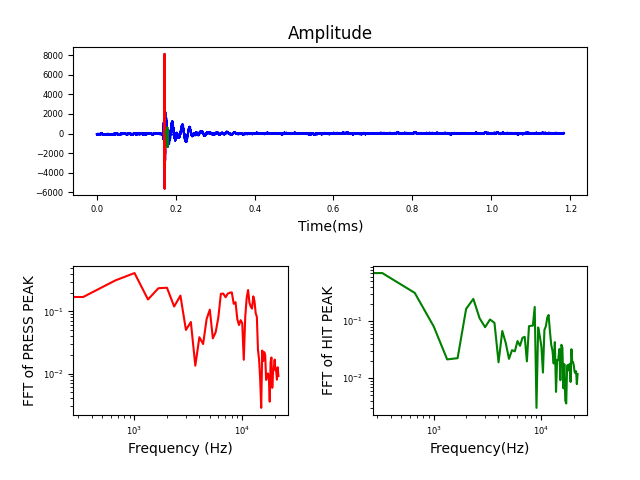 Amplitude
8000
6000
4000
2000
0
−2000
−4000
−6000
0.0 0.2 0.4 0.6 0.8 1.0 1.2
Time(ms)
FFT of PRESS PEAK
10⁻¹
10⁻²
10³ 10⁴
Frequency (Hz)
FFT of HIT PEAK
10⁻¹
10⁻²
10³ 10⁴
Frequency(Hz)